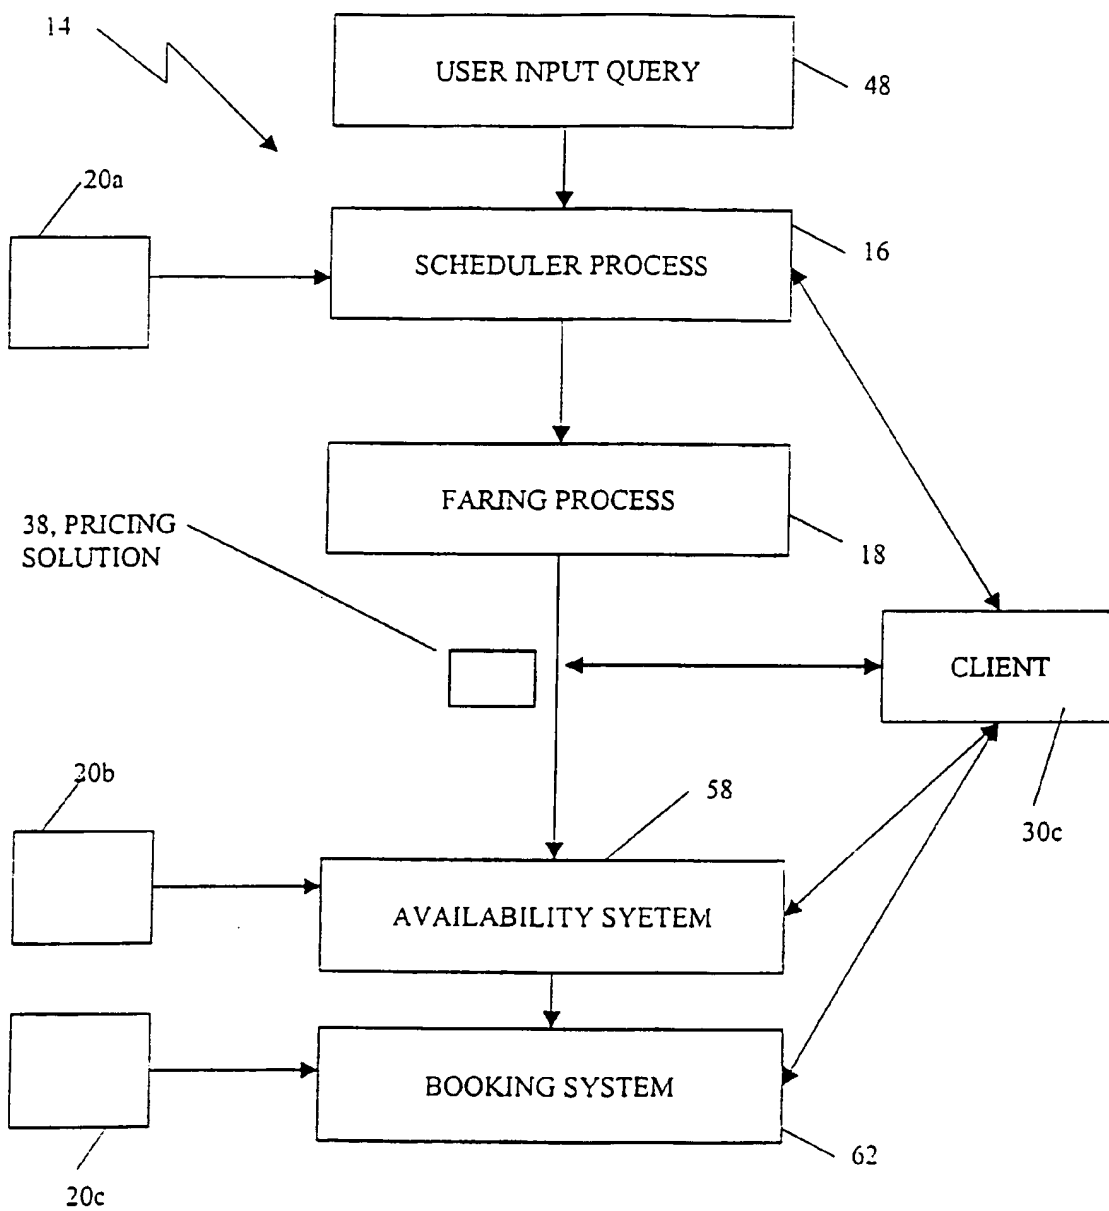 14
USER INPUT QUERY
48
20a
16
SCHEDULER PROCESS
FARING PROCESS
38, PRICING
SOLUTION
18
CLIENT
20b
58
30c
AVAILABILITY SYETEM
BOOKING SYSTEM
62
20c